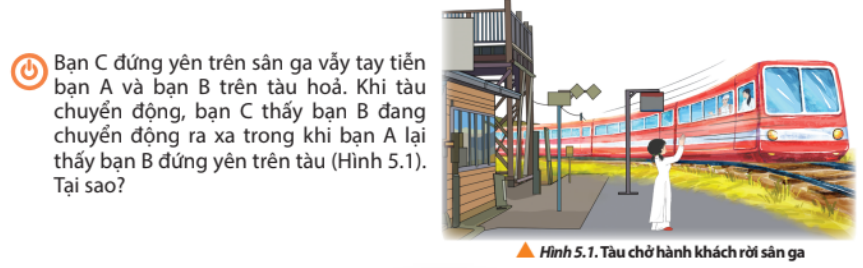 Bạn C đứng yên trên sân ga vẫy tay tiễn
bạn A và bạn B trên tàu hoả. Khi tàu
chuyển động, bạn C thấy bạn B đang
chuyển động ra xa trong khi bạn A lại
thấy bạn B đứng yên trên tàu (Hình 5.1).
Tại sao?
Hình 5.1. Tàu chở hành khách rời sân ga